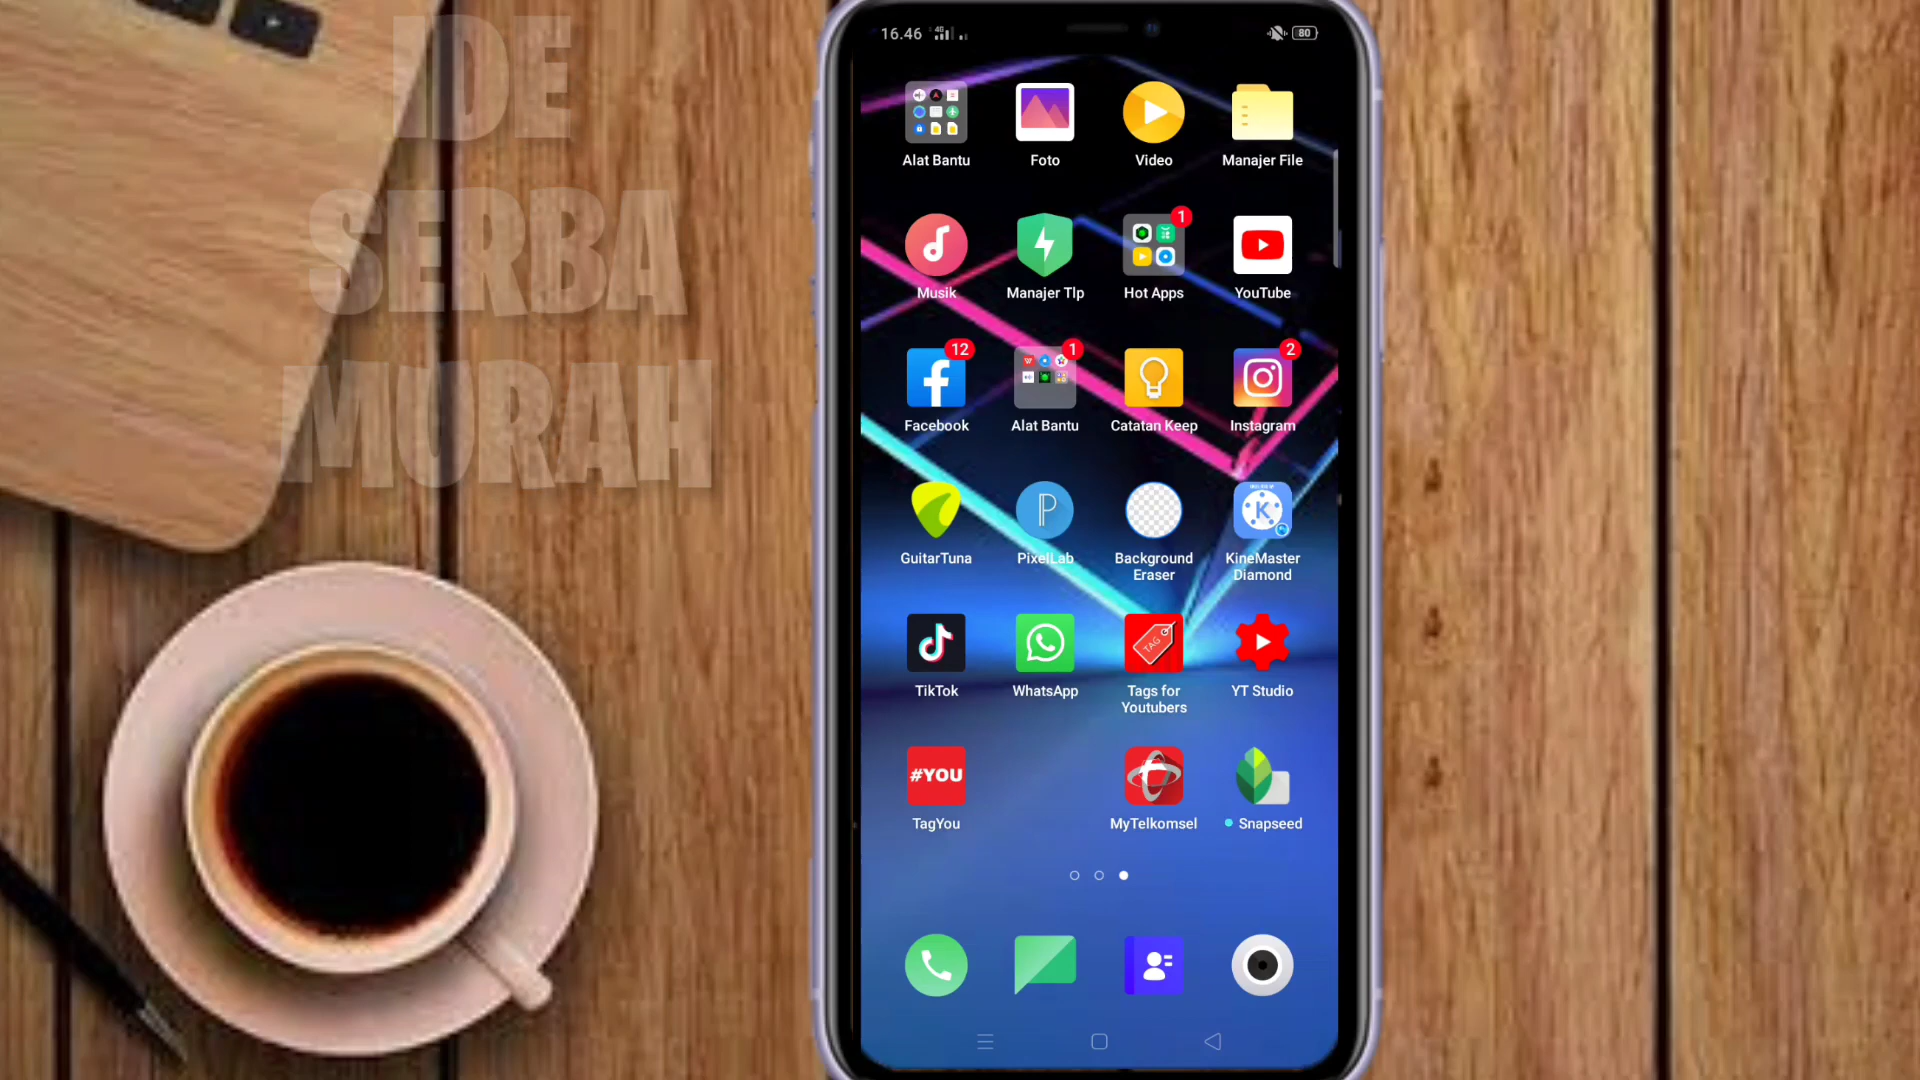 IDE
SERBA
MURAH
16.46 4G 80
Alat Bantu Foto Video Manajer File
1
Musik Manajer Tlp Hot Apps YouTube
12 1 2
Facebook Alat Bantu Catatan Keep Instagram
P K
GuitarTuna PixelLab Background Eraser KineMaster Diamond
TAG
TikTok WhatsApp Tags for Youtubers YT Studio
#YOU
TagYou MyTelkomsel Snapseed